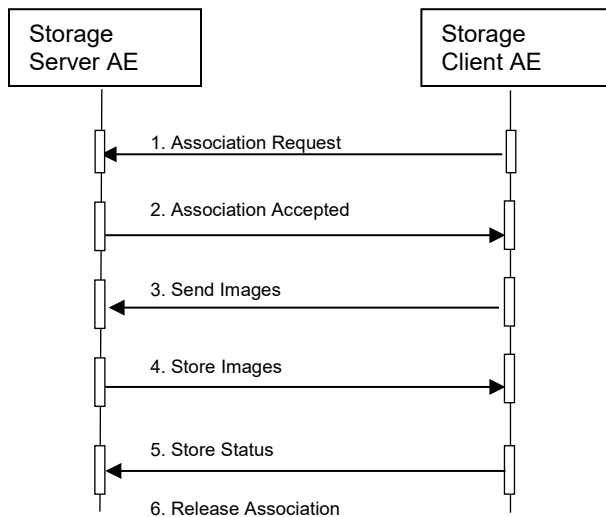 Storage
Server AE
Storage
Client AE
1. Association Request
2. Association Accepted
3. Send Images
4. Store Images
5. Store Status
6. Release Association